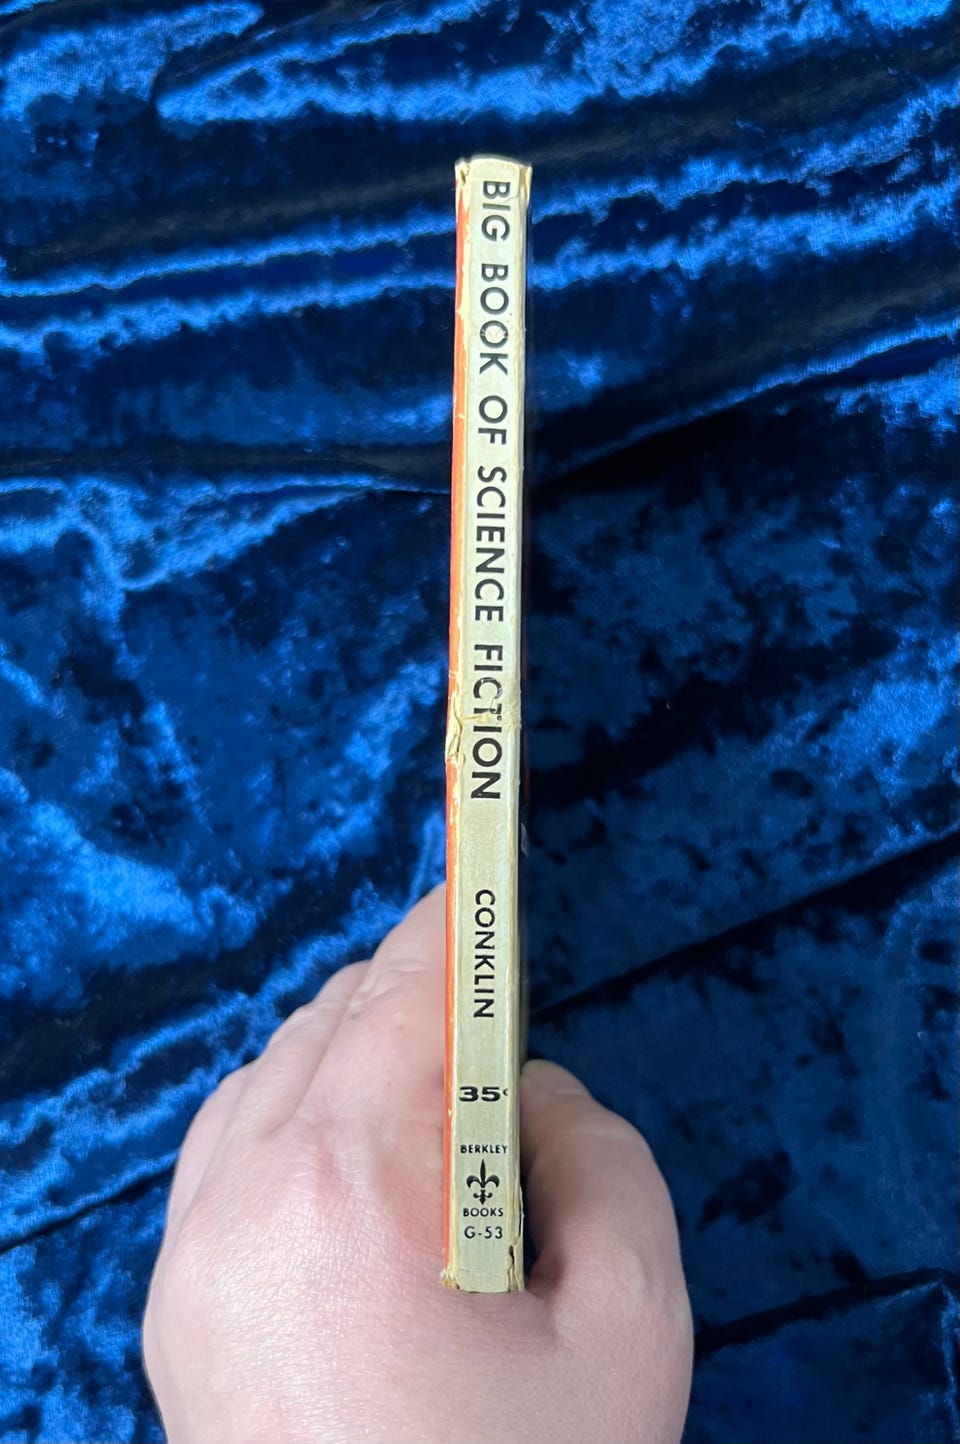 BIG BOOK OF SCIENCE FICTION
CONKLIN
35¢
BERKLEY
BOOKS
G-53